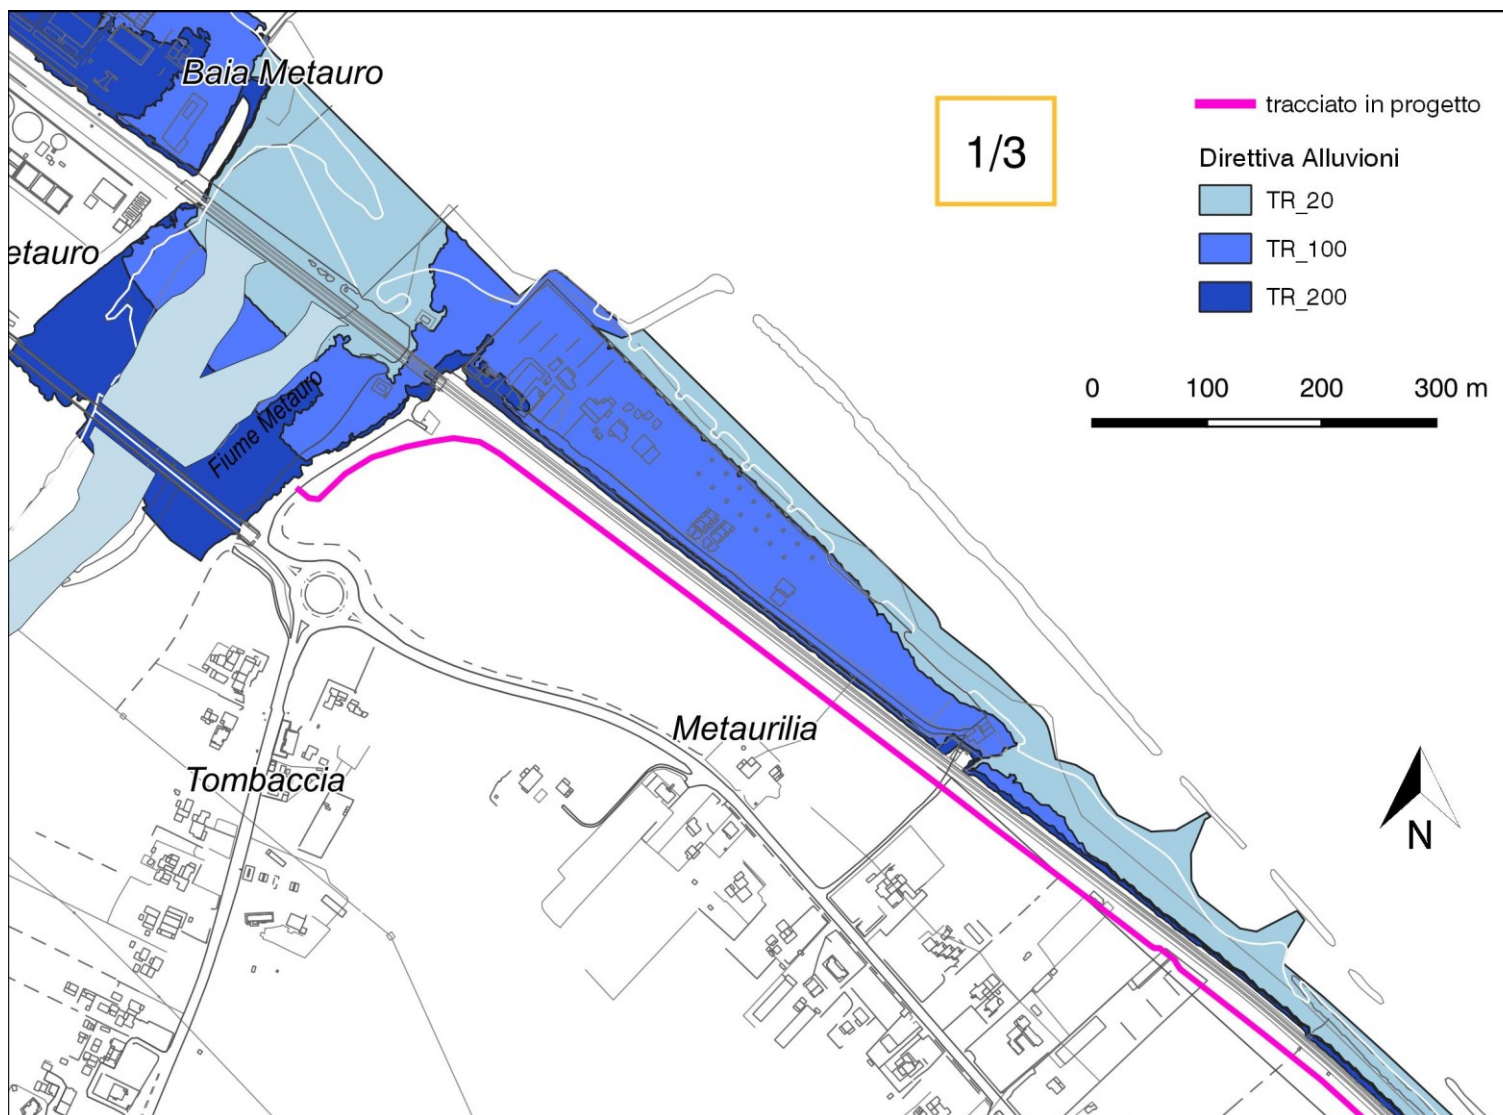 Baia Metauro
etauro
Fiume Metauro
Tombaccia
Metaurilia
1/3
tracciato in progetto
Direttiva Alluvioni
TR_20
TR_100
TR_200
0 100 200 300 m
N